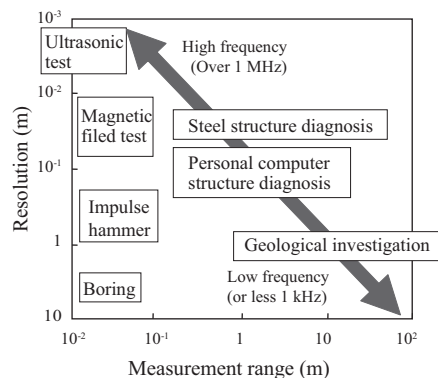 10-3
Ultrasonic
test
High frequency
(Over 1 MHz)
10-2
Magnetic
filed test
Steel structure diagnosis
Personal computer
structure diagnosis
10-1
Impulse
hammer
1
Geological investigation
Low frequency
(or less 1 kHz)
Boring
10
Resolution (m)
10-2
10-1
1
10
102
Measurement range (m)